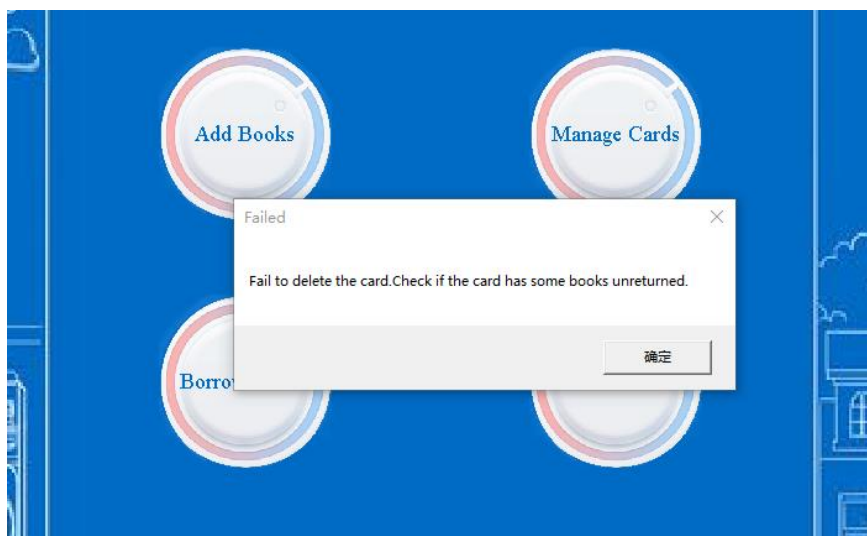 Add Books
Manage Cards
Failed
Fail to delete the card.Check if the card has some books unreturned.
确定